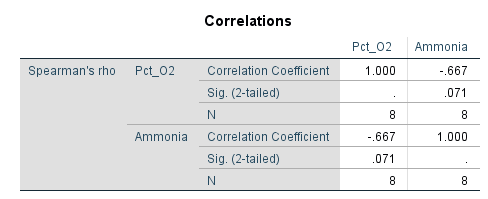 Correlations
Pct_O2 Ammonia
Spearman's rho Pct_O2 Correlation Coefficient 1.000 -.667
Sig. (2-tailed) . .071
N 8 8
Ammonia Correlation Coefficient -.667 1.000
Sig. (2-tailed) .071 .
N 8 8